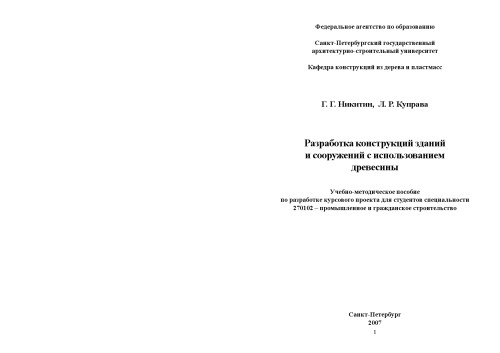 Федеральное агентство по образованию
Санкт-Петербургский государственный
архитектурно-строительный университет
Кафедра конструкций из дерева и пластмасс
Г. Г. Никитин, Л. Р. Куправа
Разработка конструкций зданий
и сооружений с использованием
древесины
Учебно-методическое пособие
по разработке курсового проекта для студентов специальности
270102 – промышленное и гражданское строительство
Санкт-Петербург
2007
1